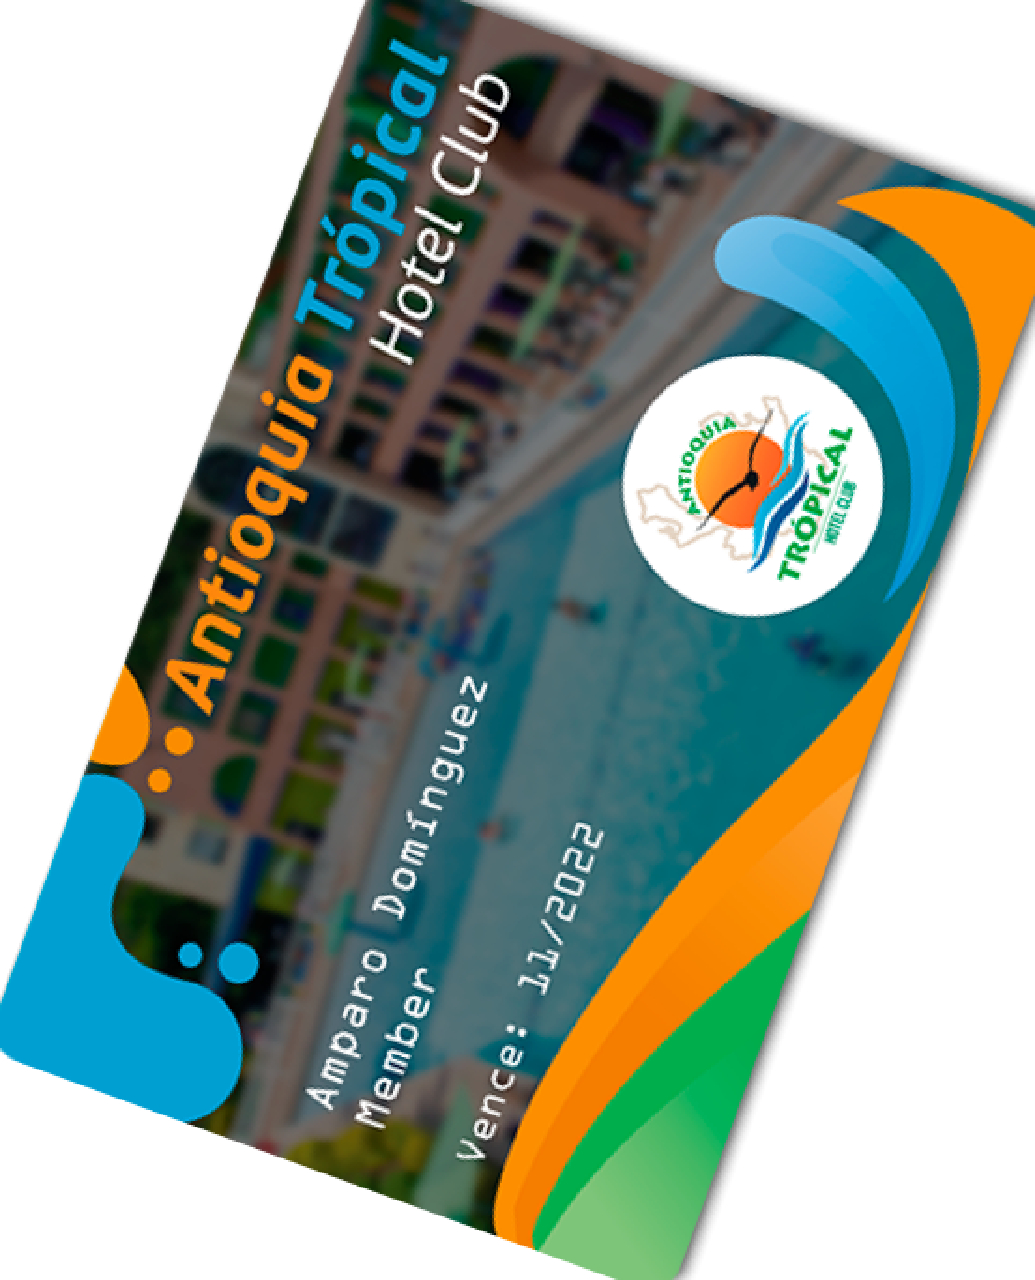 Antioquia Trópical
Hotel Club
ANTIOQUIA
TRÓPICAL
HOTEL CLUB
Amparo Domínguez
Member
Vence: 11/2022